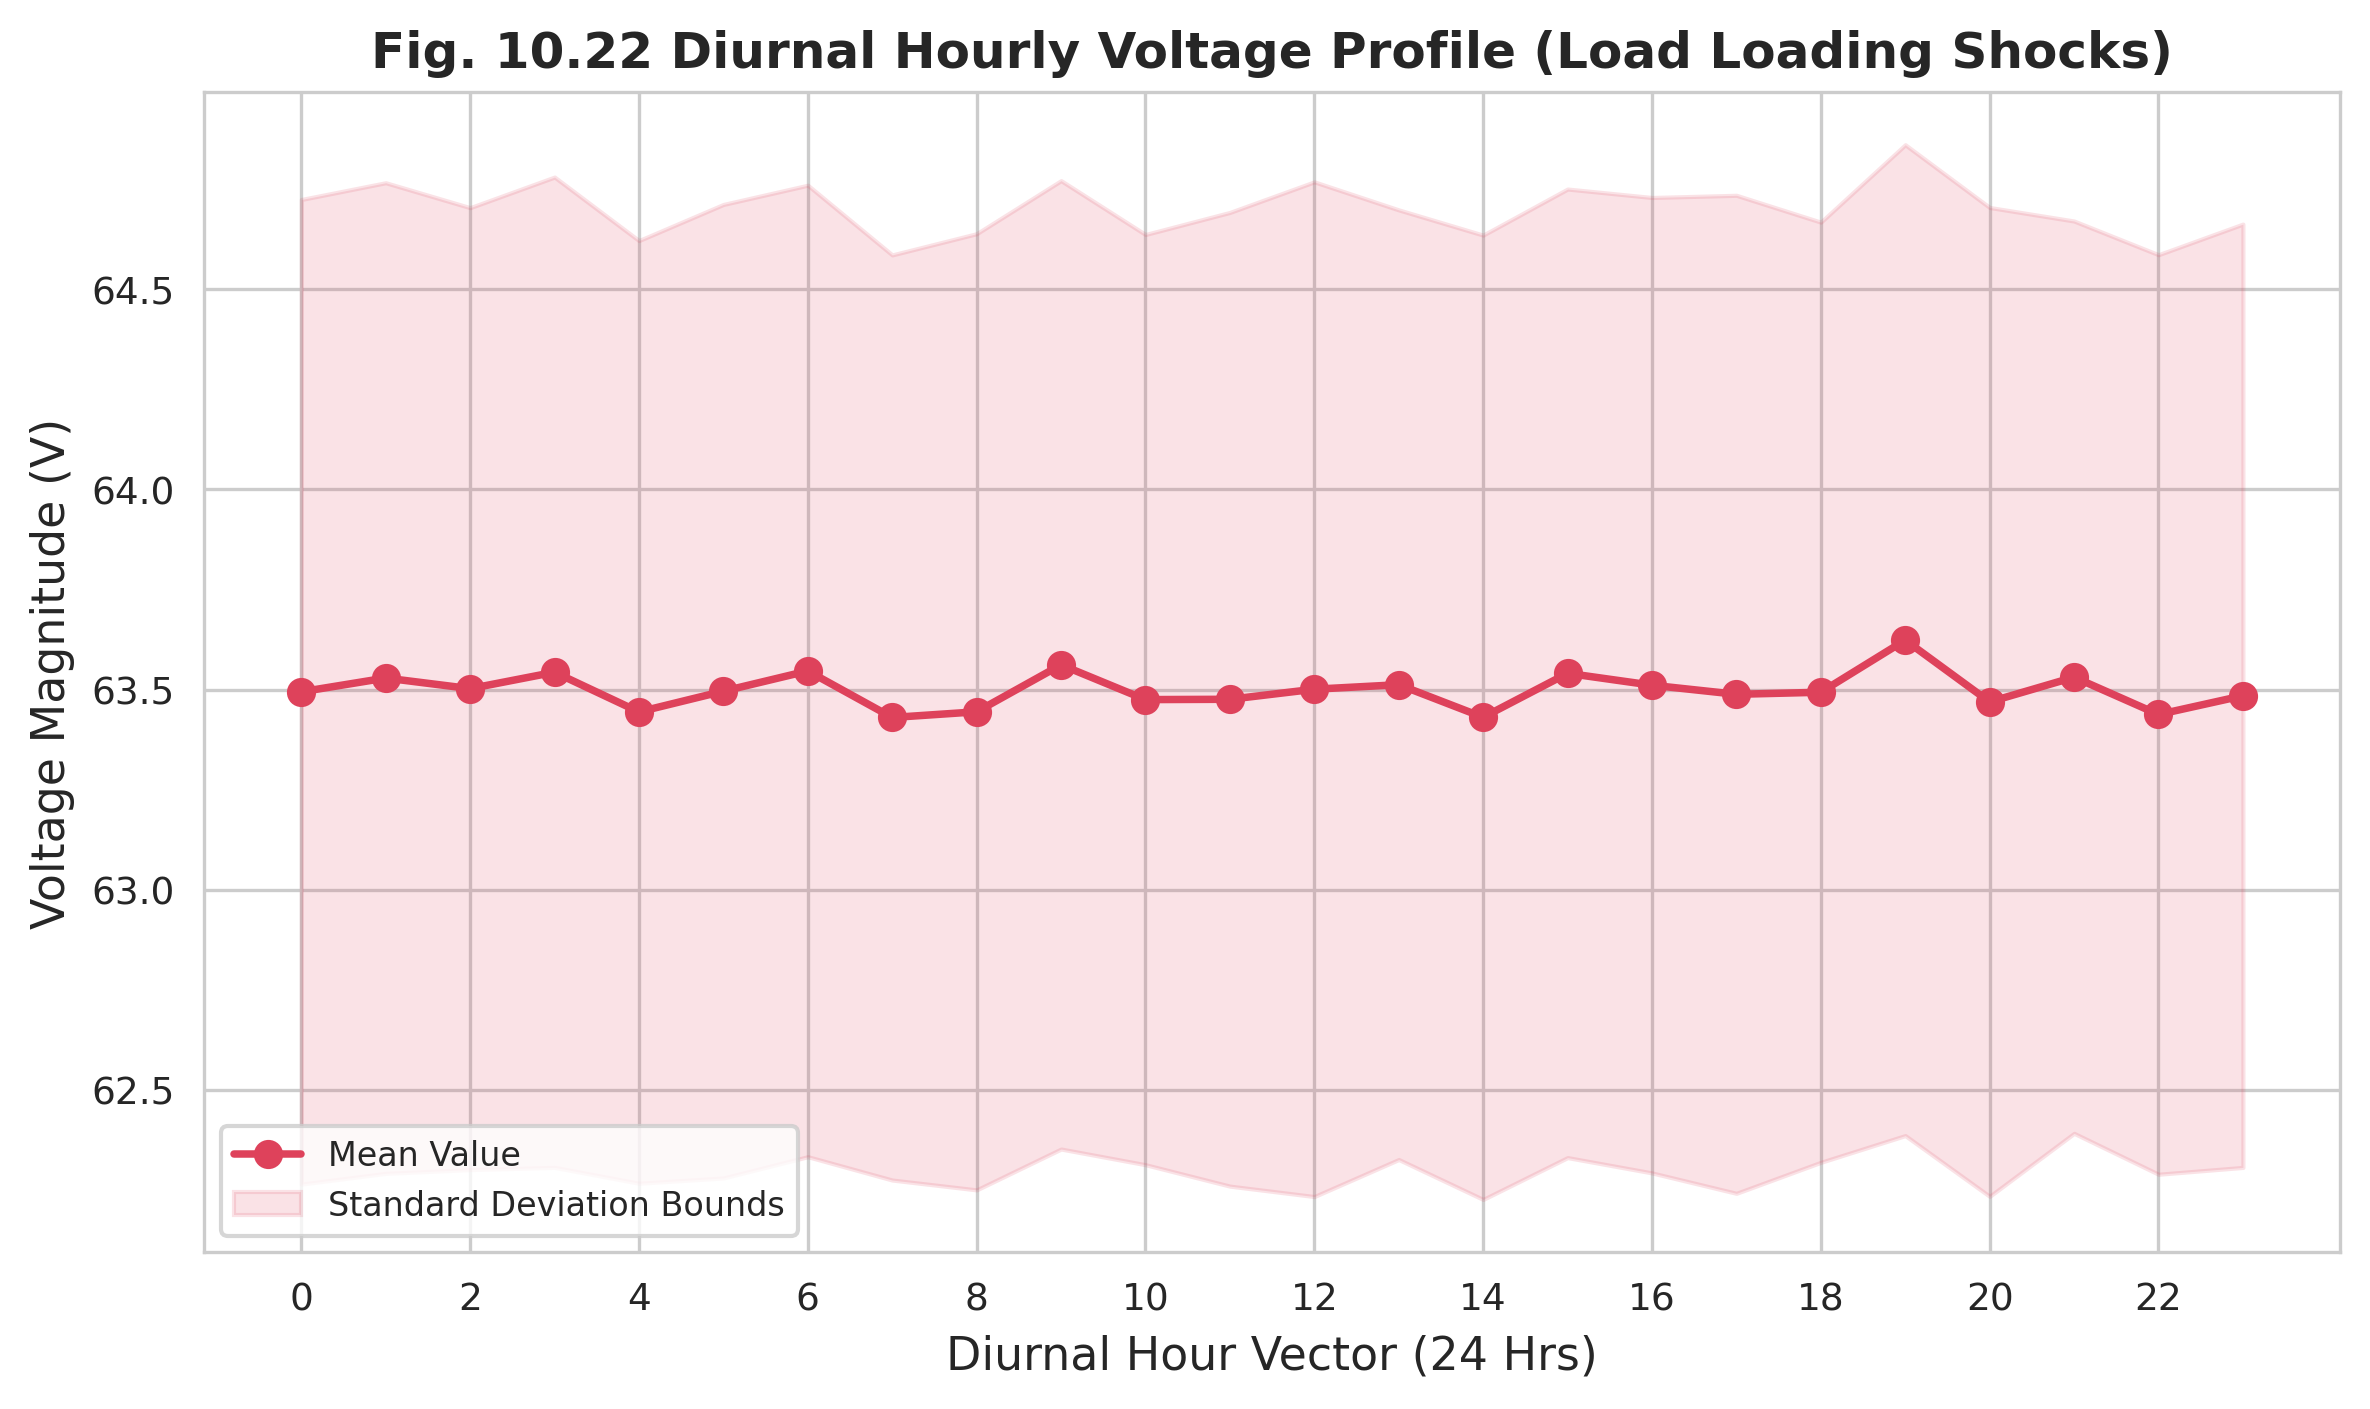 Fig. 10.22 Diurnal Hourly Voltage Profile (Load Loading Shocks)
Voltage Magnitude (V)
64.5
64.0
63.5
63.0
62.5
Mean Value
Standard Deviation Bounds
0 2 4 6 8 10 12 14 16 18 20 22
Diurnal Hour Vector (24 Hrs)